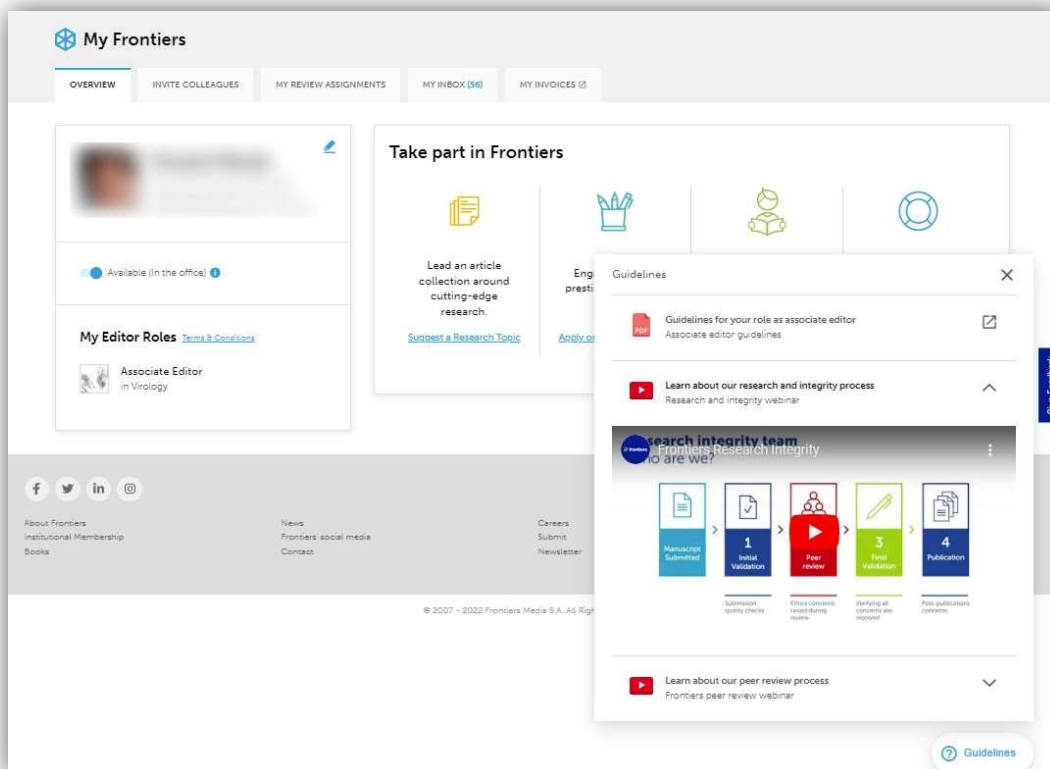 My Frontiers
OVERVIEW
INVITE COLLEAGUES
MY REVIEW ASSIGNMENTS
MY INBOX (56)
MY INVOICES
Available (In the office)
My Editor Roles Terms & Conditions
Associate Editor
in Virology
Take part in Frontiers
Lead an article
collection around
cutting-edge
research.
Suggest a Research Topic
Guidelines
PDF
Guidelines for your role as associate editor
Associate editor guidelines
Learn about our research and integrity process
Research and integrity webinar
integrity team
are we?
frontiers
Frontiers Research Integrity
Manuscript
Submitted
1
Initial
Validation
Peer
review
3
Final
Validation
4
Publication
Submission
quality checks
Ethics concerns
raised during
review
Verifying all
concerns are
resolved
Post-publications
concerns
Learn about our peer review process
Frontiers peer review webinar
About Frontiers
Institutional Membership
Books
News
Frontiers' social media
Contact
Careers
Submit
Newsletter
© 2007 - 2022 Frontiers Media S.A. All
Guidelines